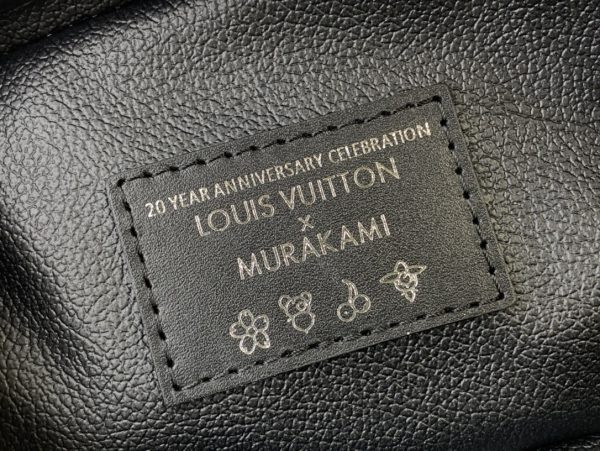 20 YEAR ANNIVERSARY CELEBRATION
LOUIS VUITTON
x
MURAKAMI